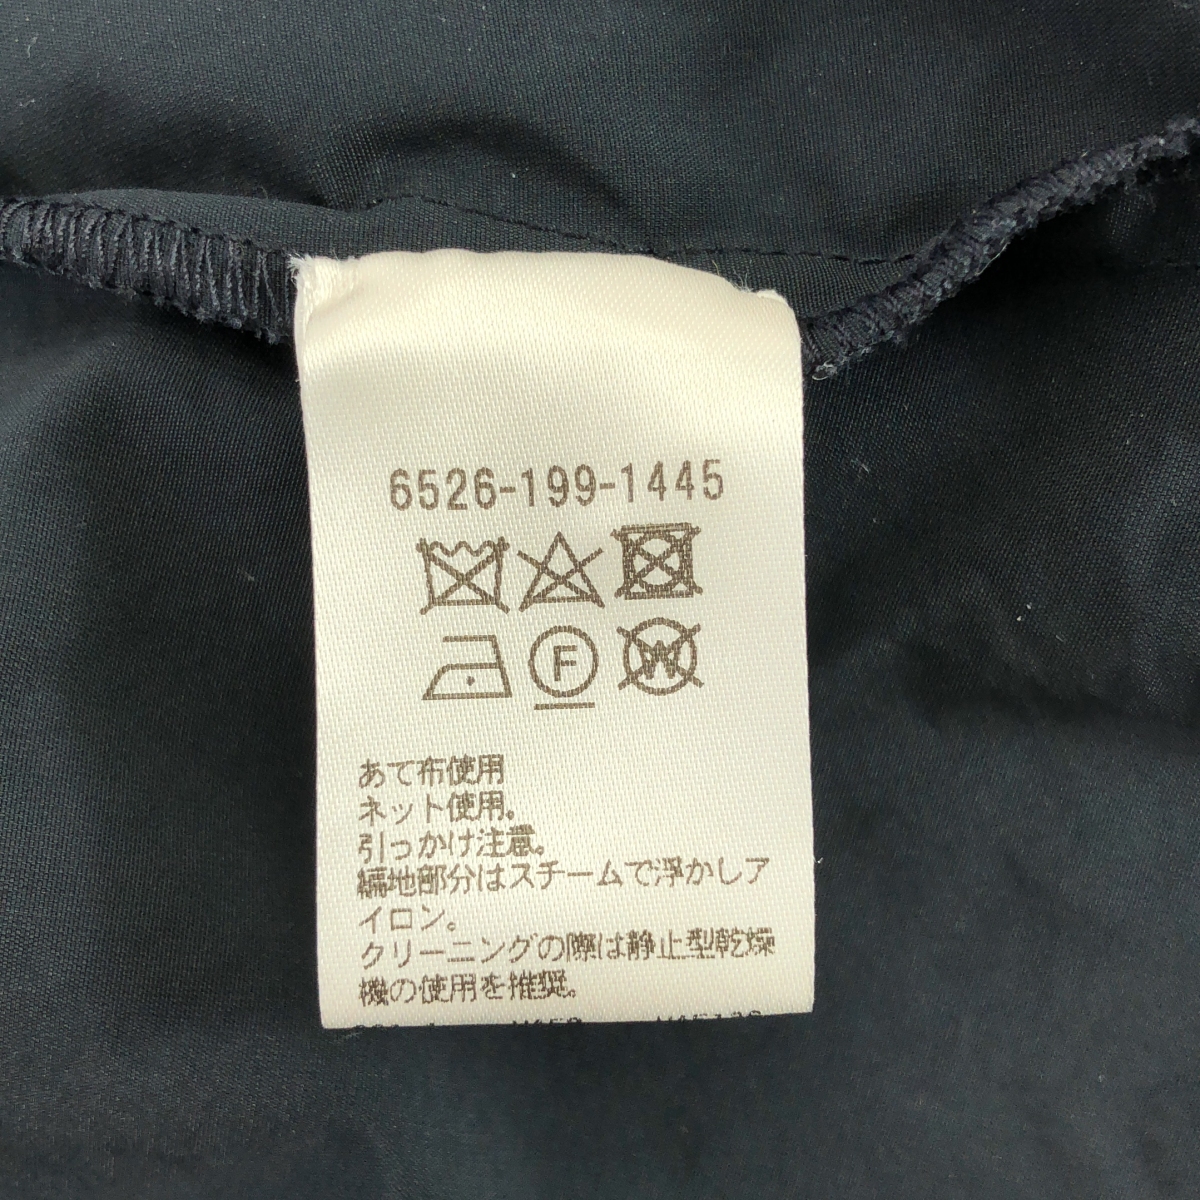 6526-199-1445
F
W
あて布使用
ネット使用。
引っかけ注意。
編地部分はスチームで浮かしア
イロン。
クリーニングの際は静止型乾燥
機の使用を推奨。